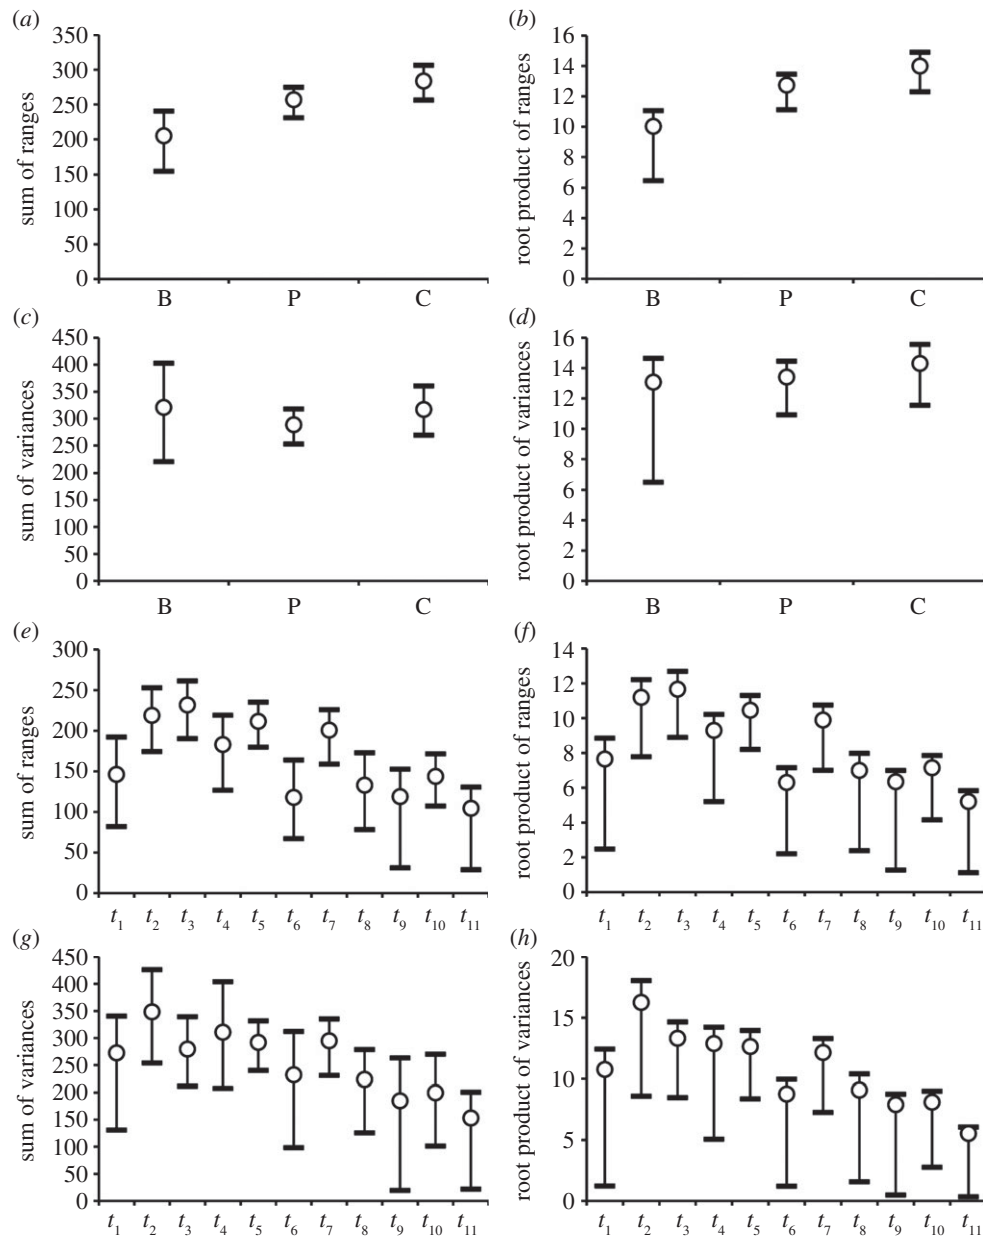 (a)
sum of ranges
350
300
250
200
150
100
50
0
B P C
(b)
root product of ranges
16
14
12
10
8
6
4
2
0
B P C
(c)
sum of variances
450
400
350
300
250
200
150
100
50
0
B P C
(d)
root product of variances
16
14
12
10
8
6
4
2
0
B P C
(e)
sum of ranges
300
250
200
150
100
50
0
t1 t2 t3 t4 t5 t6 t7 t8 t9 t10 t11
(f)
root product of ranges
14
12
10
8
6
4
2
0
t1 t2 t3 t4 t5 t6 t7 t8 t9 t10 t11
(g)
sum of variances
450
400
350
300
250
200
150
100
50
0
t1 t2 t3 t4 t5 t6 t7 t8 t9 t10 t11
(h)
root product of variances
20
15
10
5
0
t1 t2 t3 t4 t5 t6 t7 t8 t9 t10 t11